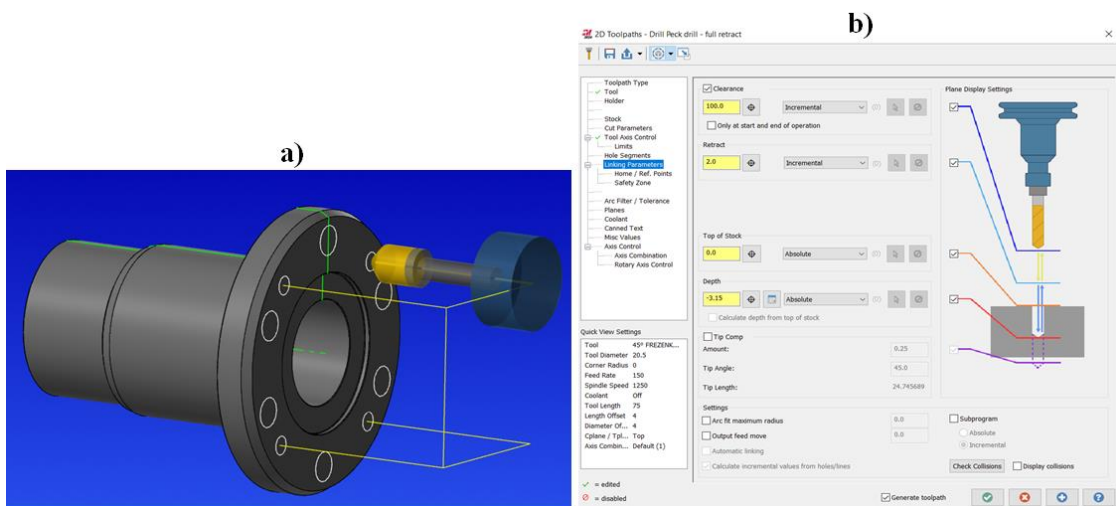 a)
b)
2D Toolpaths - Drill Peck drill - full retract
Toolpath Type
Tool
Holder
Stock
Cut Parameters
Tool Axis Control
Limits
Hole Segments
Linking Parameters
Home / Ref. Points
Safety Zone
Arc Filter / Tolerance
Planes
Coolant
Canned Text
Misc Values
Axis Control
Axis Combination
Rotary Axis Control
Quick View Settings
Tool 45° FREZENK...
Tool Diameter 20.5
Corner Radius 0
Feed Rate 150
Spindle Speed 1250
Coolant Off
Tool Length 75
Length Offset 4
Diameter Of... 4
Cplane / Tpl... Top
Axis Combin... Default (1)
✓ = edited
⊘ = disabled
Clearance
100.0 Incremental (0)
Only at start and end of operation
Retract
2.0 Incremental (0)
Top of Stock
0.0 Absolute (0)
Depth
-3.15 Absolute (0)
Calculate depth from top of stock
Tip Comp
Amount: 0.25
Tip Angle: 45.0
Tip Length: 24.745689
Settings
Arc fit maximum radius 0.0
Output feed move 0.0
Automatic linking
Calculate incremental values from holes/lines
Plane Display Settings
Subprogram
Absolute
Incremental
Check Collisions Display collisions
Generate toolpath